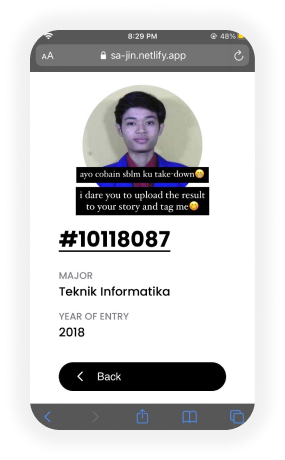 8:29 PM
48%
AA
sa-jin.netlify.app
ayo cobain sblm ku take-down😁
i dare you to upload the result
to your story and tag me😆
#10118087
MAJOR
Teknik Informatika
YEAR OF ENTRY
2018
Back